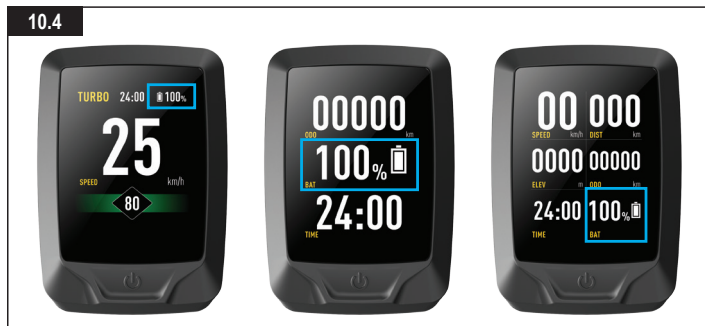 10.4
TURBO 24:00 100%
25
SPEED km/h
80
00000
ODO km
100%
BAT
24:00
TIME
00 000
SPEED km/h DIST km
0000 00000
ELEV m ODO km
24:00 100%
TIME BAT